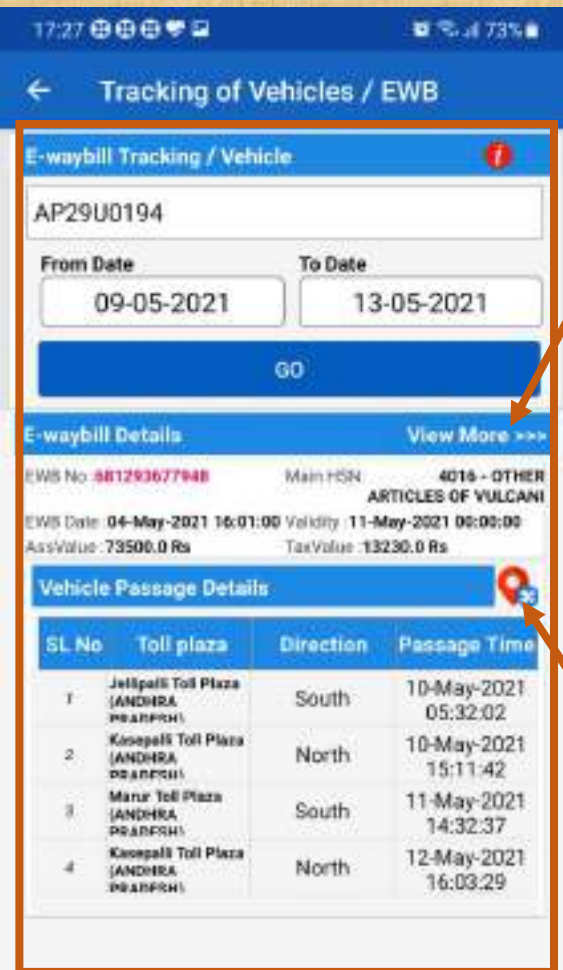 17:27 73%
← Tracking of Vehicles / EWB
E-waybill Tracking / Vehicle i
AP29U0194
From Date To Date
09-05-2021 13-05-2021
GO
E-waybill Details View More >>>
EWB No :681293677948 Main HSN: 4016 - OTHER
ARTICLES OF VULCANI
EWB Date :04-May-2021 16:01:00 Validity :11-May-2021 00:00:00
AssValue :73500.0 Rs TaxValue :13230.0 Rs
Vehicle Passage Details
SL No Toll plaza Direction Passage Time
1 Jellipalli Toll Plaza (ANDHRA PRADESH) South 10-May-2021 05:32:02
2 Kasepalli Toll Plaza (ANDHRA PRADESH) North 10-May-2021 15:11:42
3 Marur Toll Plaza (ANDHRA PRADESH) South 11-May-2021 14:32:37
4 Kasepalli Toll Plaza (ANDHRA PRADESH) North 12-May-2021 16:03:29